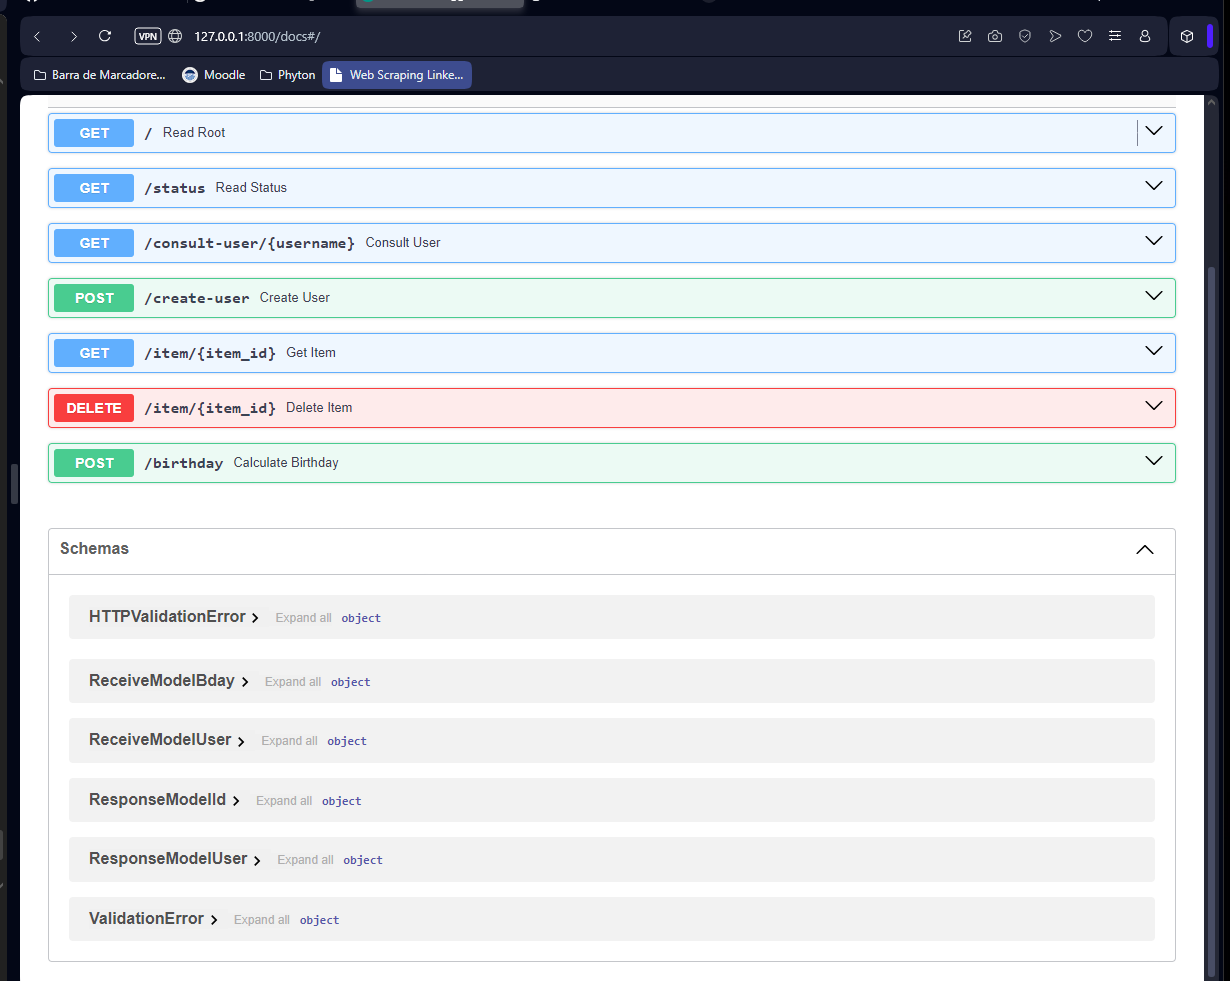 VPN 127.0.0.1:8000/docs#/
Barra de Marcadore... Moodle Phyton Web Scraping Linke...
GET / Read Root
GET /status Read Status
GET /consult-user/{username} Consult User
POST /create-user Create User
GET /item/{item_id} Get Item
DELETE /item/{item_id} Delete Item
POST /birthday Calculate Birthday
Schemas
HTTPValidationError Expand all object
ReceiveModelBday Expand all object
ReceiveModelUser Expand all object
ResponseModelId Expand all object
ResponseModelUser Expand all object
ValidationError Expand all object